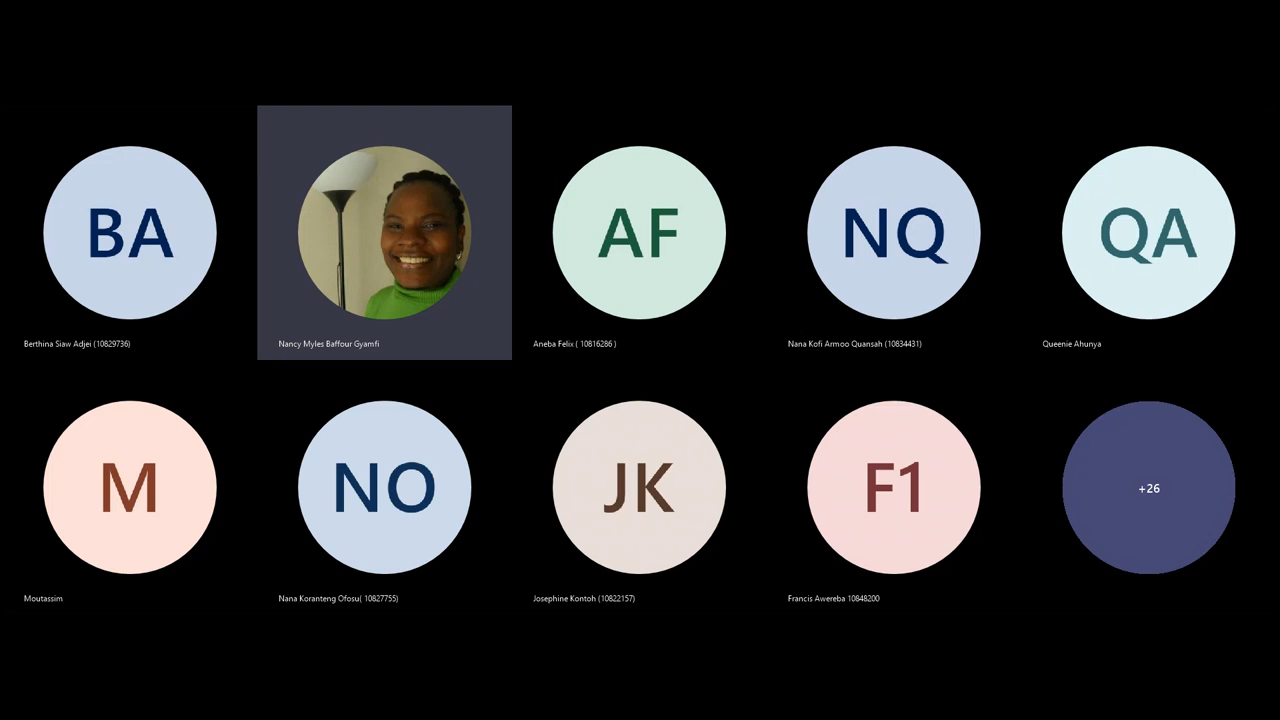 BA
Berthina Siaw Adjei (10829736)
Nancy Myles Baffour Gyamfi
AF
Aneba Felix ( 10816286 )
NQ
Nana Kofi Armoo Quansah (10834431)
QA
Queenie Ahunya
M
Moutassim
NO
Nana Koranteng Ofosu( 10827755)
JK
Josephine Kontoh (10822157)
F1
Francis Awereba 10848200
+26